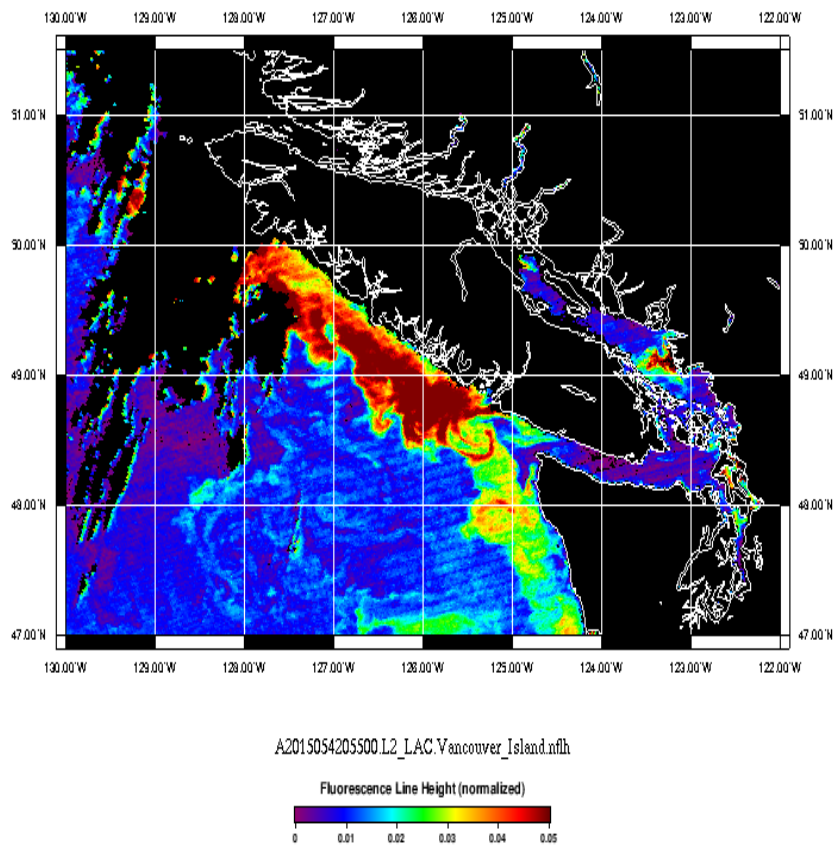 130.00°W 129.00°W 128.00°W 127.00°W 126.00°W 125.00°W 124.00°W 123.00°W 122.00°W
51.00°N 51.00°N
50.00°N 50.00°N
49.00°N 49.00°N
48.00°N 48.00°N
47.00°N 47.00°N
130.00°W 129.00°W 128.00°W 127.00°W 126.00°W 125.00°W 124.00°W 123.00°W 122.00°W
A2015054205500.L2_LAC.Vancouver_Island.nflh
Fluorescence Line Height (normalized)
0 0.01 0.02 0.03 0.04 0.05